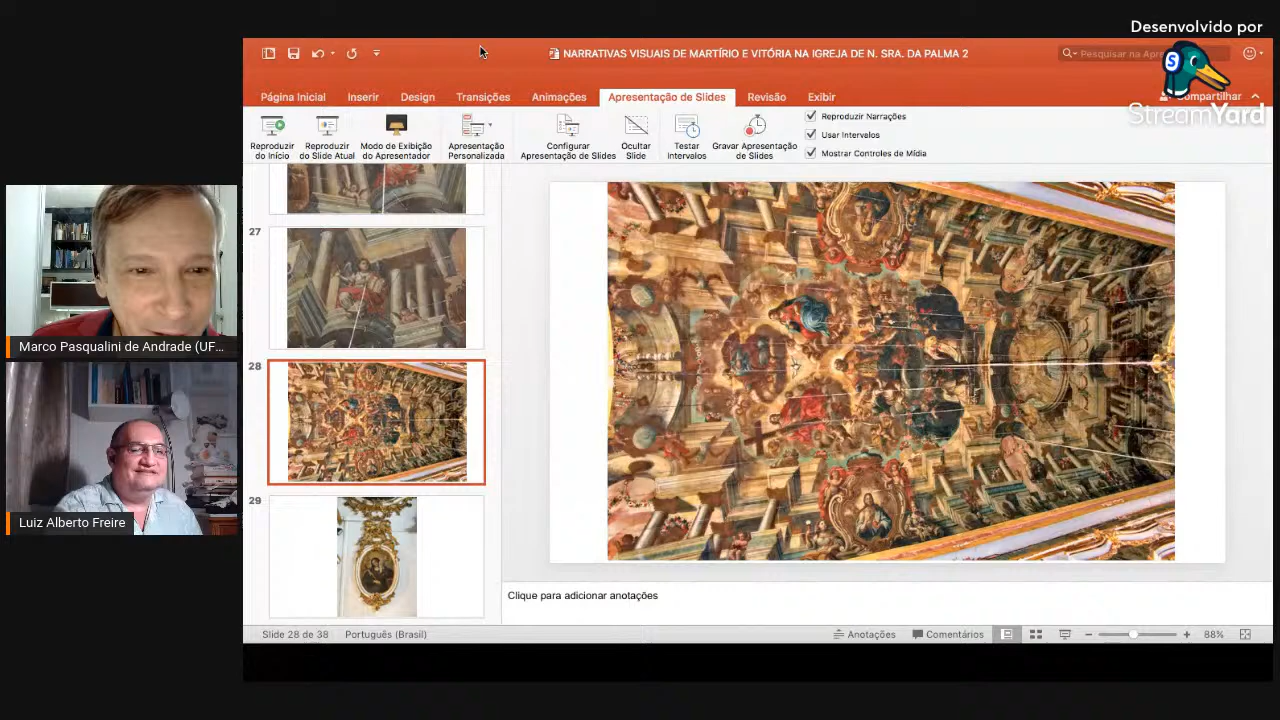 Desenvolvido por
StreamYard
NARRATIVAS VISUAIS DE MARTÍRIO E VITÓRIA NA IGREJA DE N. SRA. DA PALMA 2
Pesquisar na Apre
Página Inicial
Inserir
Design
Transições
Animações
Apresentação de Slides
Revisão
Exibir
Compartilhar
Reproduzir
do Início
Reproduzir
do Slide Atual
Modo de Exibição
do Apresentador
Apresentação
Personalizada
Configurar
Apresentação de Slides
Ocultar
Slide
Testar
Intervalos
Gravar Apresentação
de Slides
Reproduzir Narrações
Usar Intervalos
Mostrar Controles de Mídia
27
28
29
Marco Pasqualini de Andrade (UF...
Luiz Alberto Freire
Clique para adicionar anotações
Slide 28 de 38
Português (Brasil)
Anotações
Comentários
88%